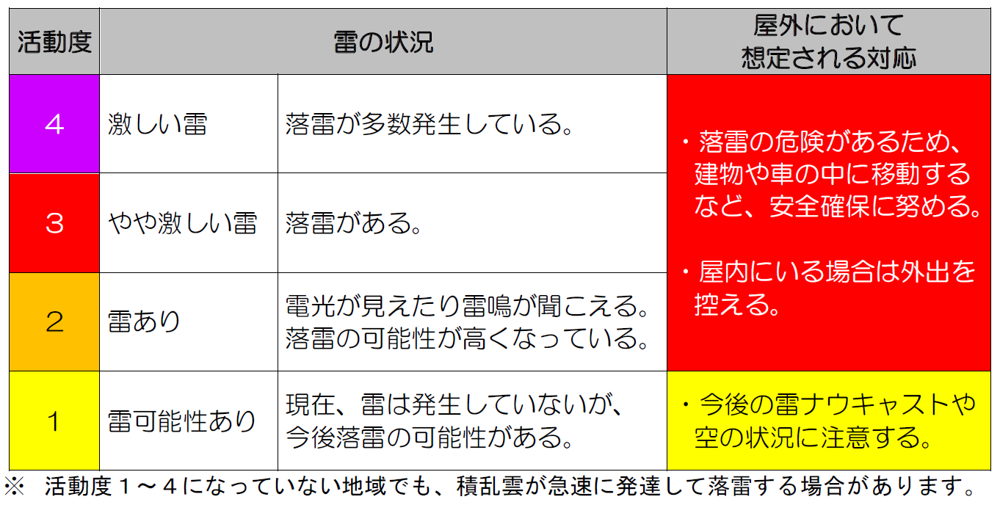 活動度
雷の状況
屋外において
想定される対応
4
激しい雷
落雷が多数発生している。
・落雷の危険があるため、
建物や車の中に移動する
など、安全確保に努める。
・屋内にいる場合は外出を
控える。
3
やや激しい雷
落雷がある。
2
雷あり
電光が見えたり雷鳴が聞こえる。
落雷の可能性が高くなっている。
1
雷可能性あり
現在、雷は発生していないが、
今後落雷の可能性がある。
・今後の雷ナウキャストや
空の状況に注意する。
※　活動度１～４になっていない地域でも、積乱雲が急速に発達して落雷する場合があります。